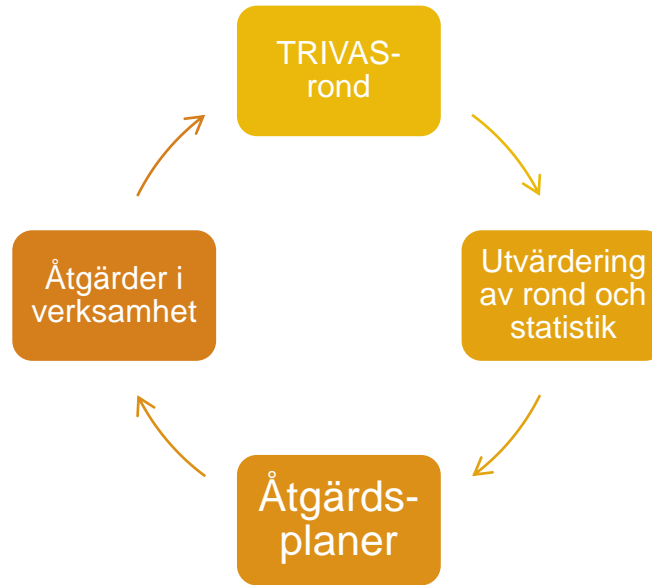 TRIVAS-
rond
Utvärdering
av rond och
statistik
Åtgärds-
planer
Åtgärder i
verksamhet